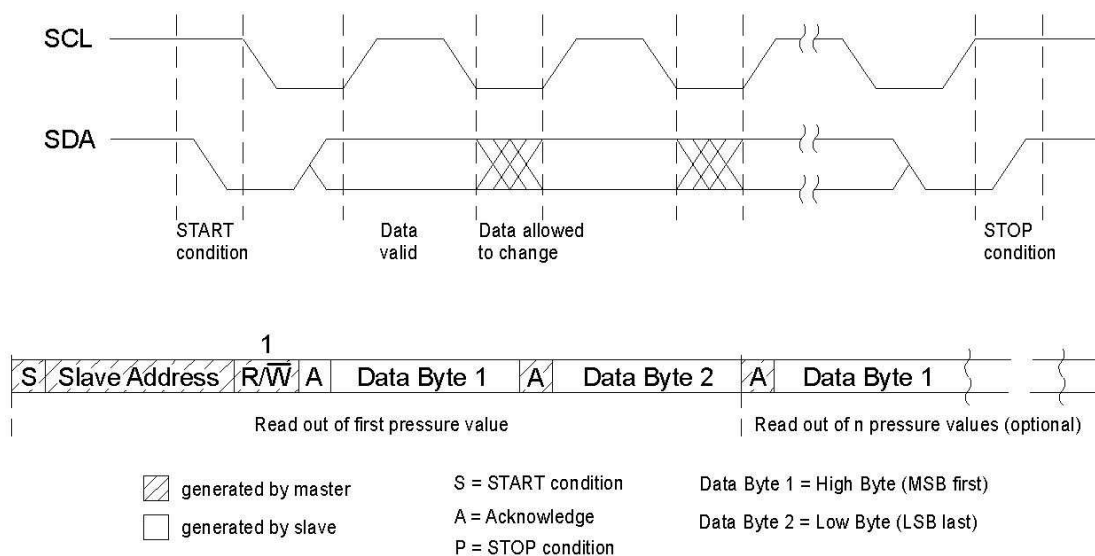 SCL
SDA
START
condition
Data
valid
Data allowed
to change
STOP
condition
1
S Slave Address R/W̅ A Data Byte 1 A Data Byte 2 A Data Byte 1
Read out of first pressure value
Read out of n pressure values (optional)
generated by master
generated by slave
S = START condition
A = Acknowledge
P = STOP condition
Data Byte 1 = High Byte (MSB first)
Data Byte 2 = Low Byte (LSB last)